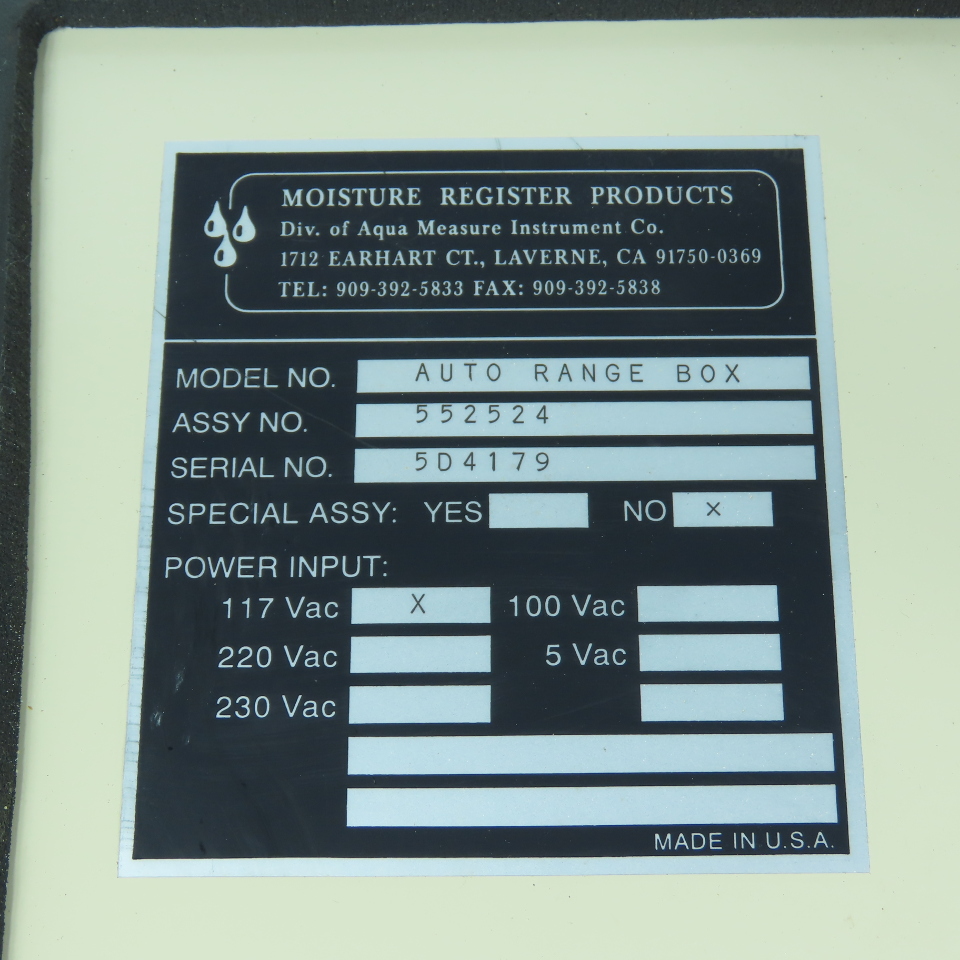 MOISTURE REGISTER PRODUCTS
Div. of Aqua Measure Instrument Co.
1712 EARHART CT., LAVERNE, CA 91750-0369
TEL: 909-392-5833 FAX: 909-392-5838
MODEL NO. AUTO RANGE BOX
ASSY NO. 552524
SERIAL NO. 5D4179
SPECIAL ASSY: YES NO X
POWER INPUT:
117 Vac X 100 Vac
220 Vac 5 Vac
230 Vac
MADE IN U.S.A.